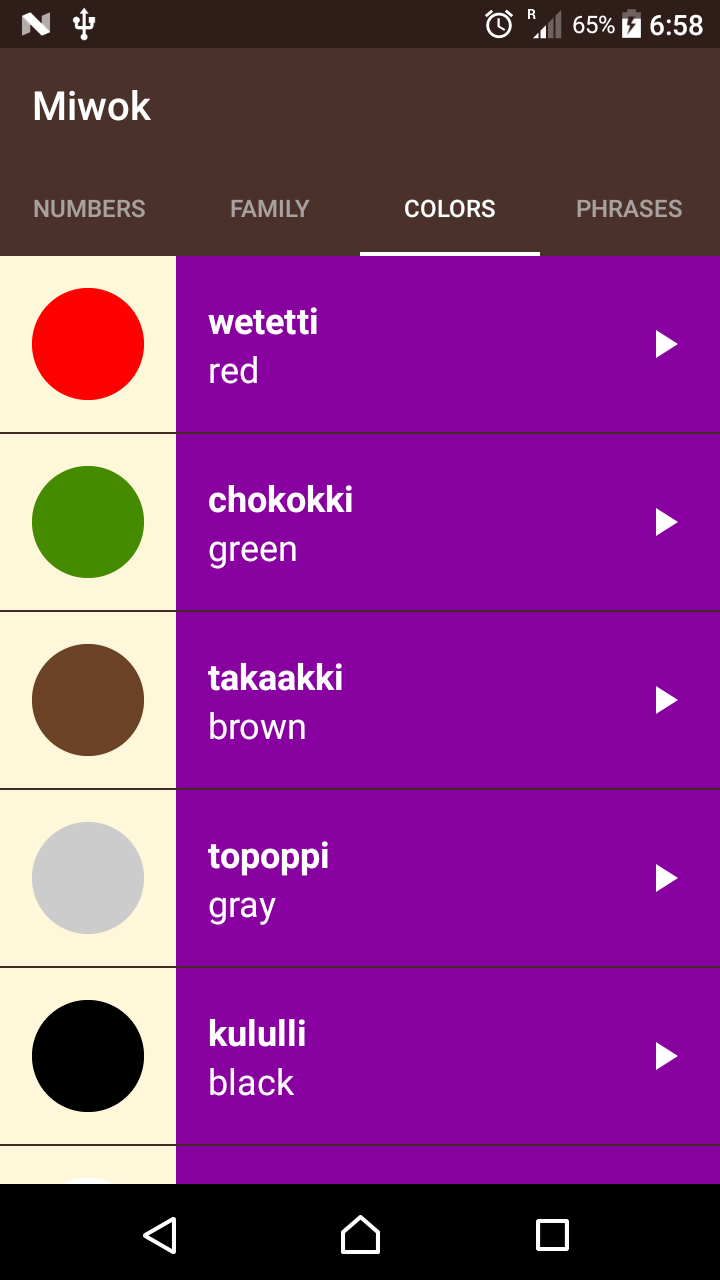 R 65% 6:58
Miwok
NUMBERS FAMILY COLORS PHRASES
wetetti
red
chokokki
green
takaakki
brown
topoppi
gray
kululli
black